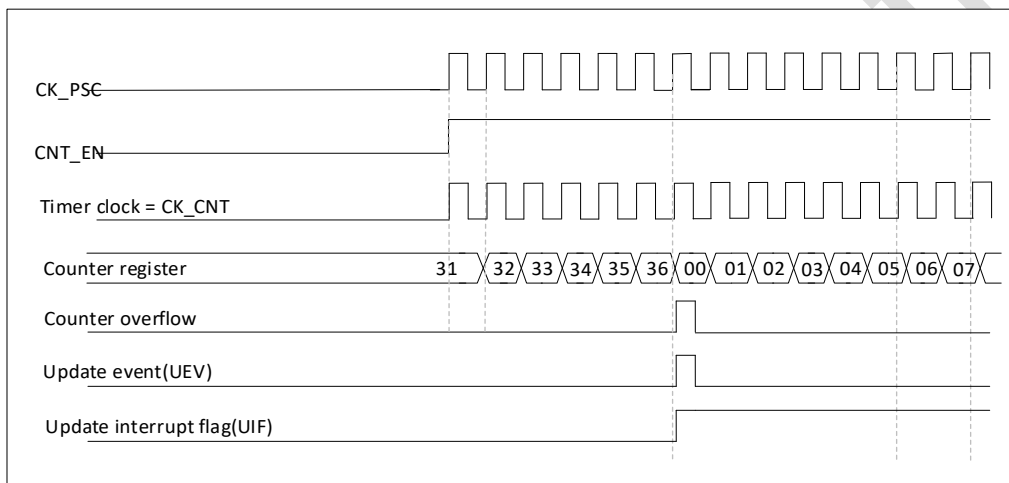 CK_PSC
CNT_EN
Timer clock = CK_CNT
Counter register 31 32 33 34 35 36 00 01 02 03 04 05 06 07
Counter overflow
Update event(UEV)
Update interrupt flag(UIF)